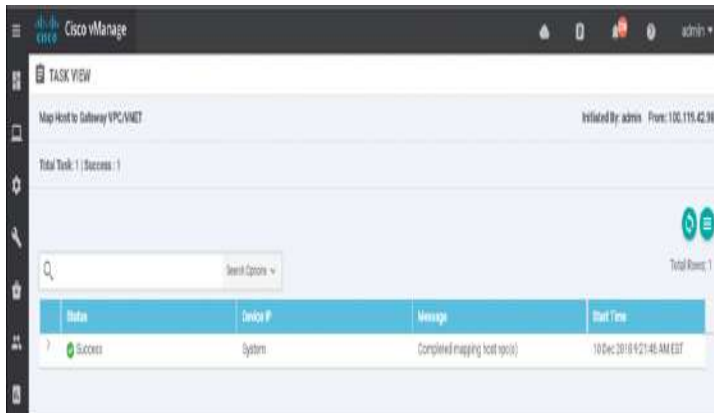 cisco Cisco vManage admin
TASK VIEW
Map Host to Gateway VPC/VNET Initiated By: admin From: 100.119.42.98
Total Task: 1 | Success : 1
Search Options
Total Rows: 1
Status Device IP Message Start Time
Success System Completed mapping host vpc(s) 10 Dec 2018 9:21:46 AM EST